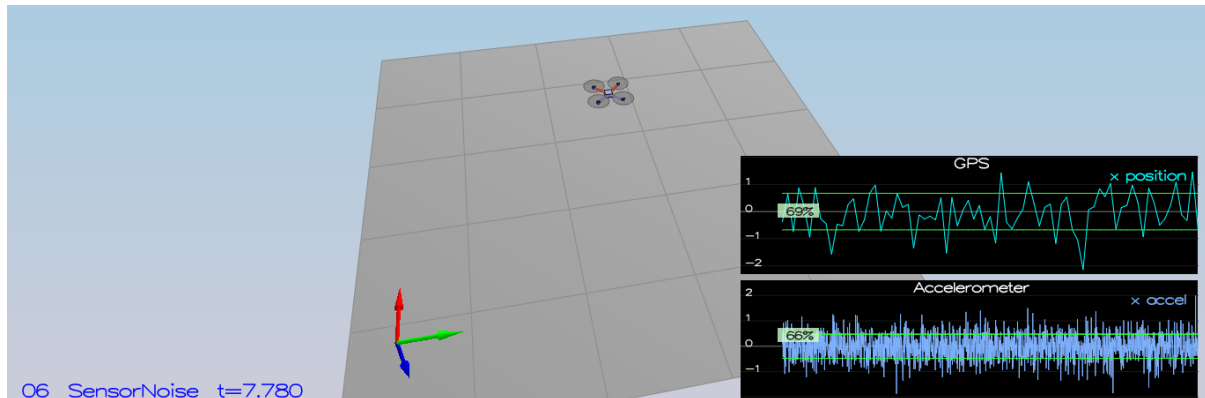 GPS
x position
1
0
69%
−1
−2
Accelerometer
2
x accel
1
66%
0
−1
06 SensorNoise t=7.780